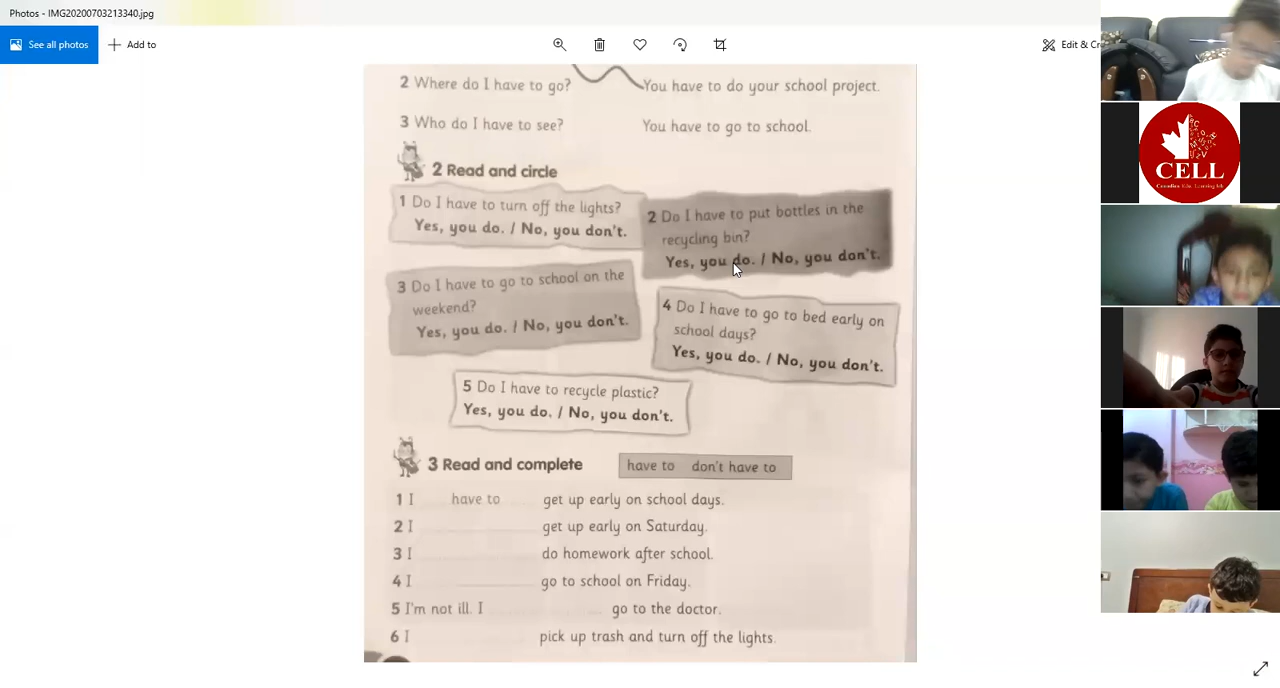 Photos - IMG20200703213340.jpg
See all photos
Add to
Edit & Cr
2 Where do I have to go?
You have to do your school project.
3 Who do I have to see?
You have to go to school.
2 Read and circle
1 Do I have to turn off the lights?
Yes, you do. / No, you don't.
2 Do I have to put bottles in the
recycling bin?
Yes, you do. / No, you don't.
3 Do I have to go to school on the
weekend?
Yes, you do. / No, you don't.
4 Do I have to go to bed early on
school days?
Yes, you do. / No, you don't.
5 Do I have to recycle plastic?
Yes, you do. / No, you don't.
3 Read and complete
have to don't have to
1 I have to get up early on school days.
2 I get up early on Saturday.
3 I do homework after school.
4 I go to school on Friday.
5 I'm not ill. I go to the doctor.
6 I pick up trash and turn off the lights.
CELL